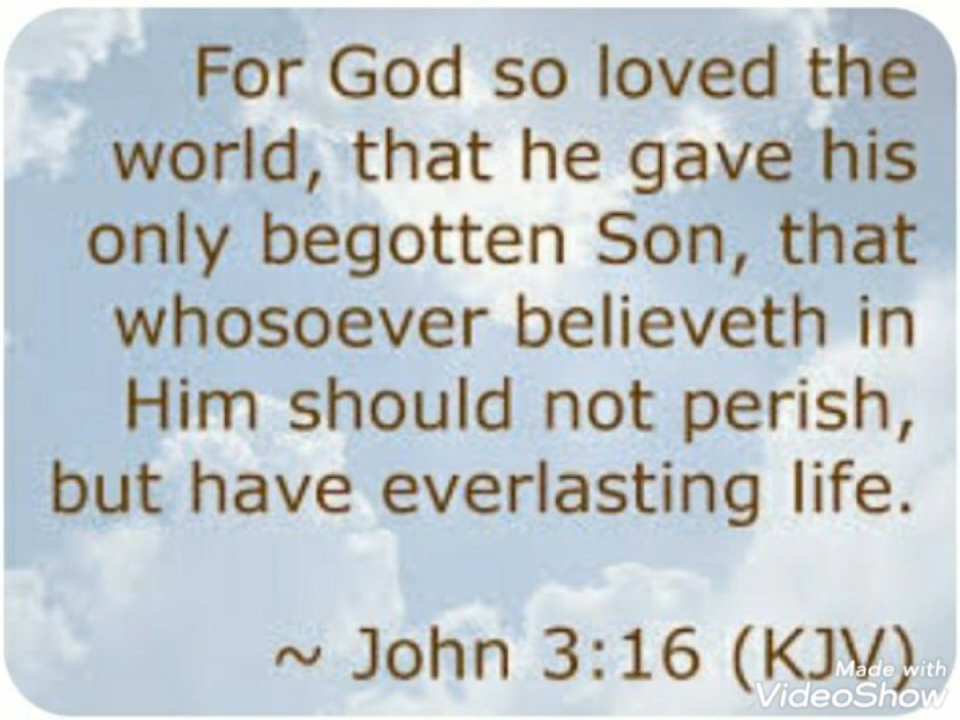 For God so loved the
world, that he gave his
only begotten Son, that
whosoever believeth in
Him should not perish,
but have everlasting life.
~ John 3:16 (KJV)
Made with
VideoShow